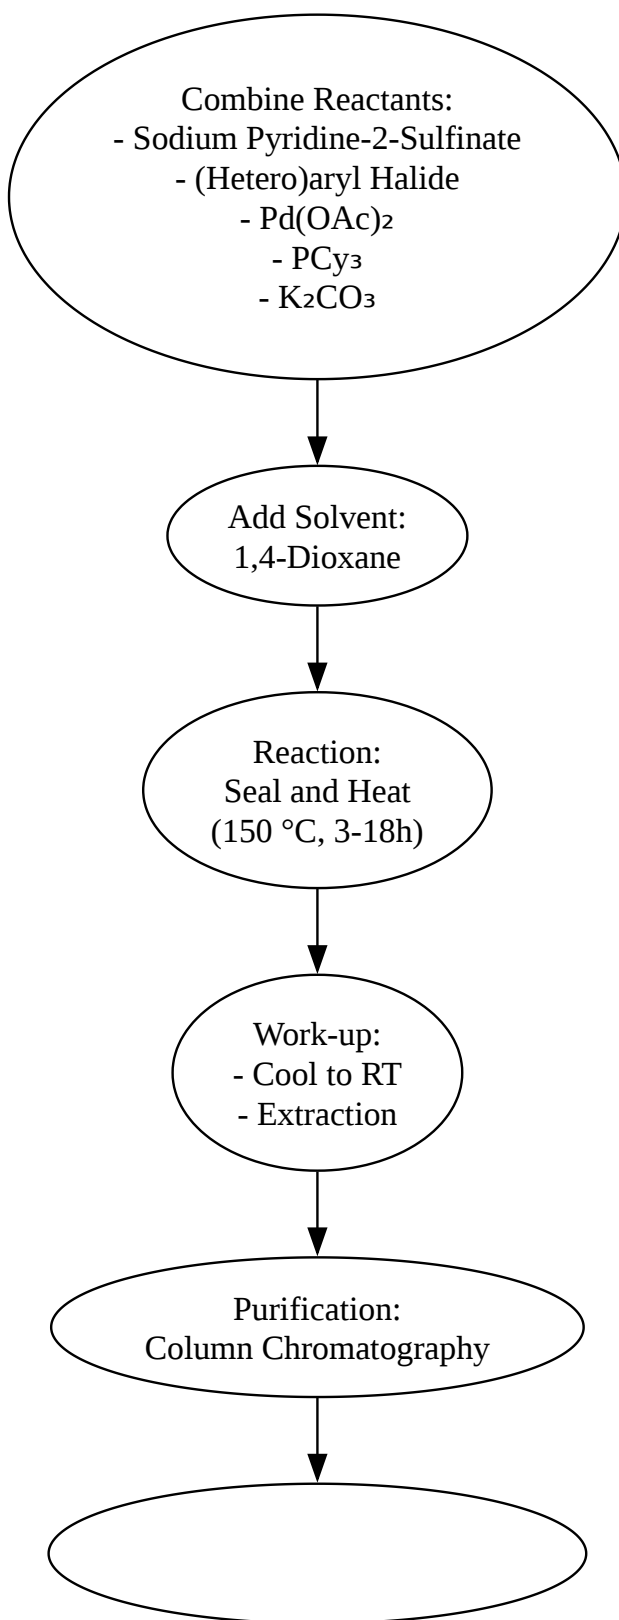 Combine Reactants:
- Sodium Pyridine-2-Sulfinate
- (Hetero)aryl Halide
- Pd(OAc)₂
- PCy₃
- K₂CO₃
Add Solvent:
1,4-Dioxane
Reaction:
Seal and Heat
(150 °C, 3-18h)
Work-up:
- Cool to RT
- Extraction
Purification:
Column Chromatography